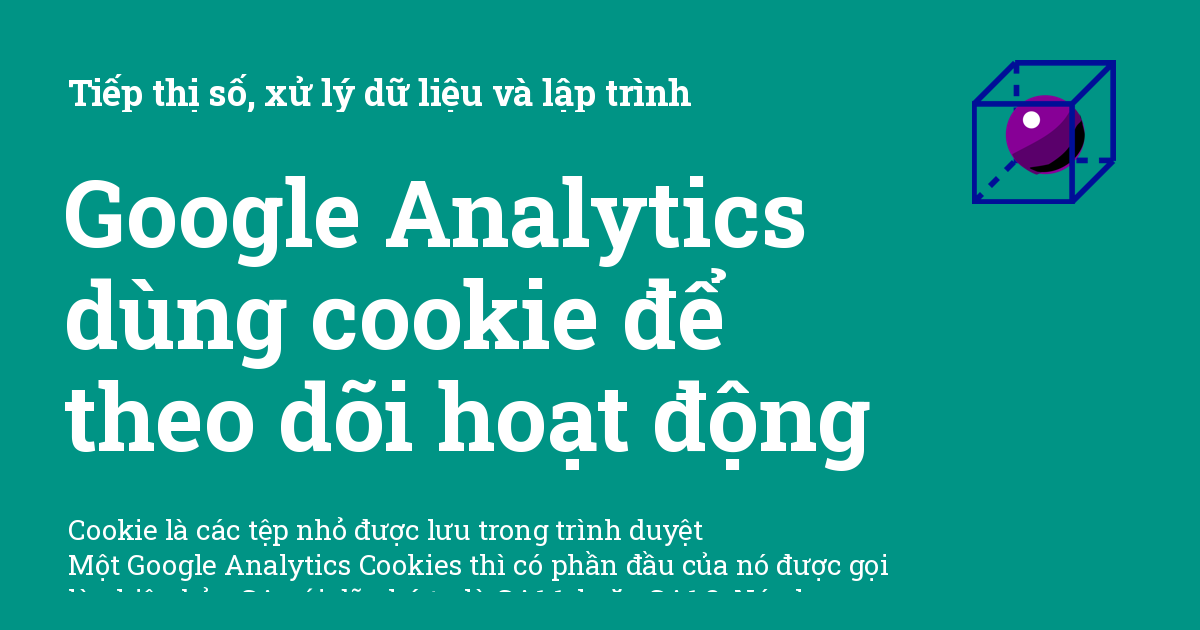 Tiếp thị số, xử lý dữ liệu và lập trình
Google Analytics
dùng cookie để
theo dõi hoạt động
Cookie là các tệp nhỏ được lưu trong trình duyệt
Một Google Analytics Cookies thì có phần đầu của nó được gọi